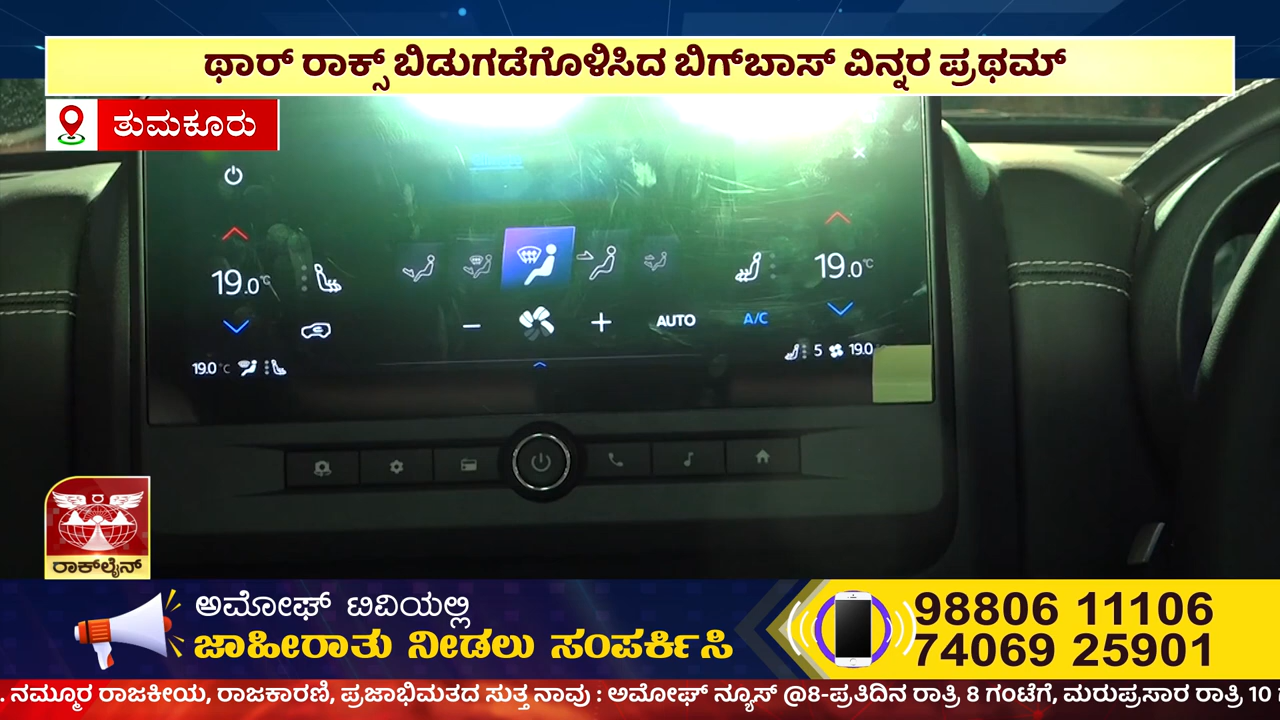 ಥಾರ್ ರಾಕ್ಸ್ ಬಿಡುಗಡೆಗೊಳಿಸಿದ ಬಿಗ್‌ಬಾಸ್ ವಿನ್ನರ ಪ್ರಥಮ್
ತುಮಕೂರು
19.0°C
19.0°C
AUTO
A/C
19.0°C
5
19.0
ರ
ರಾಕ್‌ಲೈನ್
ಅಮೋಘ್ ಟಿವಿಯಲ್ಲಿ
ಜಾಹೀರಾತು ನೀಡಲು ಸಂಪರ್ಕಿಸಿ
98806 11106
74069 25901
. ನಮ್ಮೂರ ರಾಜಕೀಯ, ರಾಜಕಾರಣಿ, ಪ್ರಜಾಭಿಮತದ ಸುತ್ತ ನಾವು : ಅಮೋಘ್ ನ್ಯೂಸ್ @8-ಪ್ರತಿದಿನ ರಾತ್ರಿ 8 ಗಂಟೆಗೆ, ಮರುಪ್ರಸಾರ ರಾತ್ರಿ 10